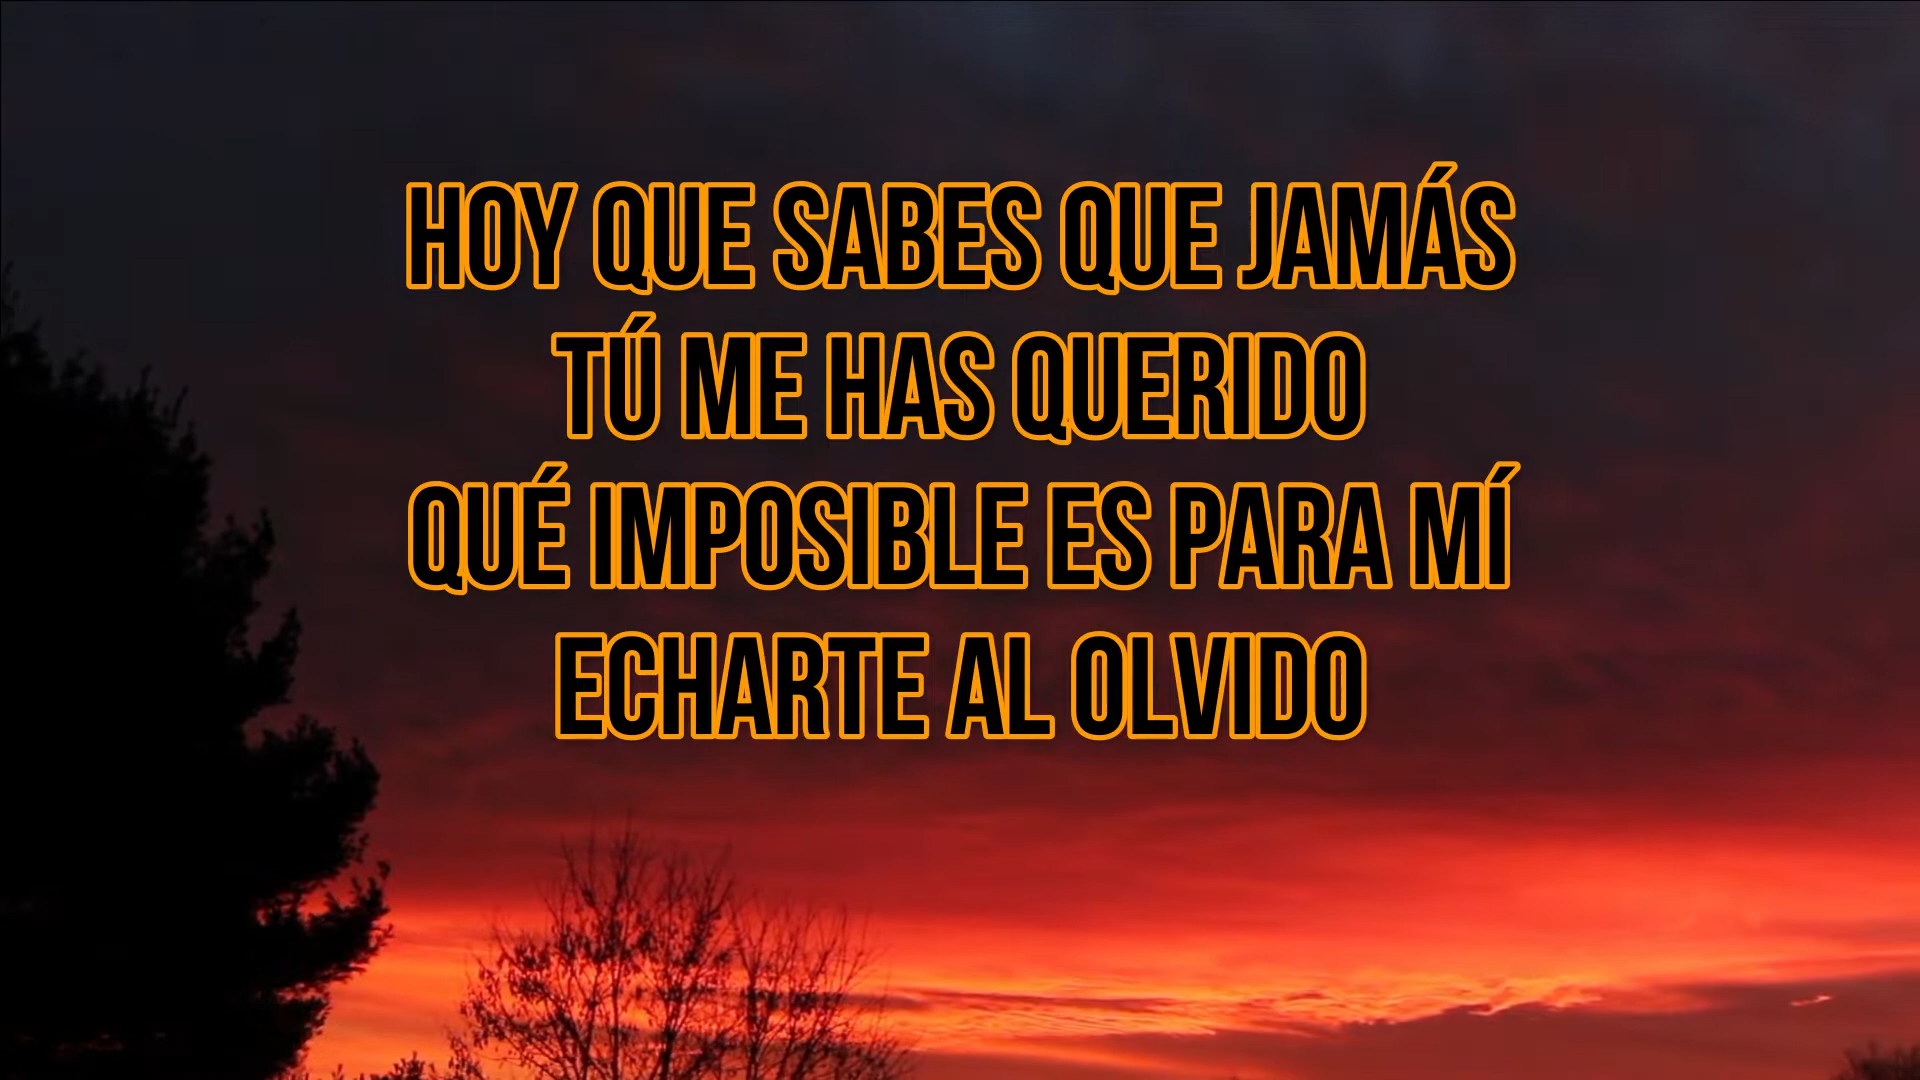 HOY QUE SABES QUE JAMÁS
TÚ ME HAS QUERIDO
QUÉ IMPOSIBLE ES PARA MÍ
ECHARTE AL OLVIDO